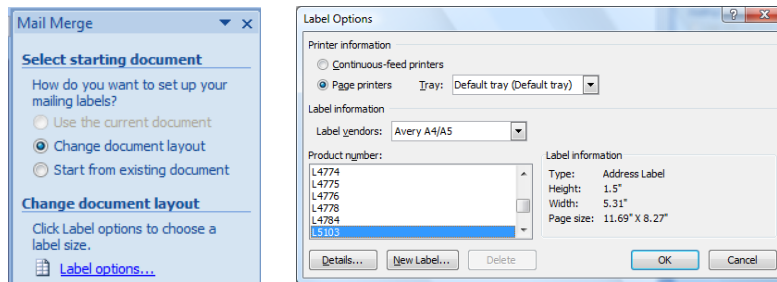 Mail Merge
Select starting document
How do you want to set up your
mailing labels?
Use the current document
Change document layout
Start from existing document
Change document layout
Click Label options to choose a
label size.
Label options...
Label Options
Printer information
Continuous-feed printers
Page printers Tray: Default tray (Default tray)
Label information
Label vendors: Avery A4/A5
Product number:
L4774
L4775
L4776
L4778
L4784
L5103
Label information
Type: Address Label
Height: 1.5"
Width: 5.31"
Page size: 11.69" X 8.27"
Details... New Label... Delete OK Cancel